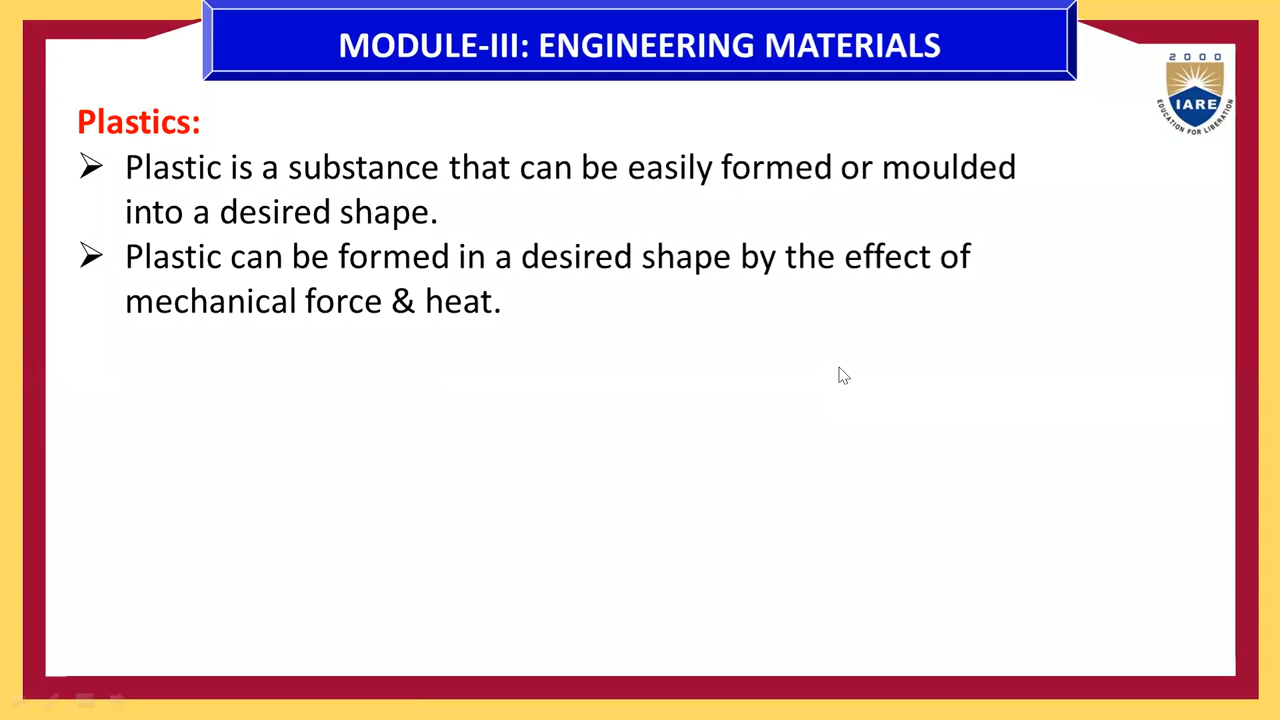 MODULE-III: ENGINEERING MATERIALS
2000
IARE
EDUCATION FOR LIBERATION
Plastics:
➢ Plastic is a substance that can be easily formed or moulded
into a desired shape.
➢ Plastic can be formed in a desired shape by the effect of
mechanical force & heat.